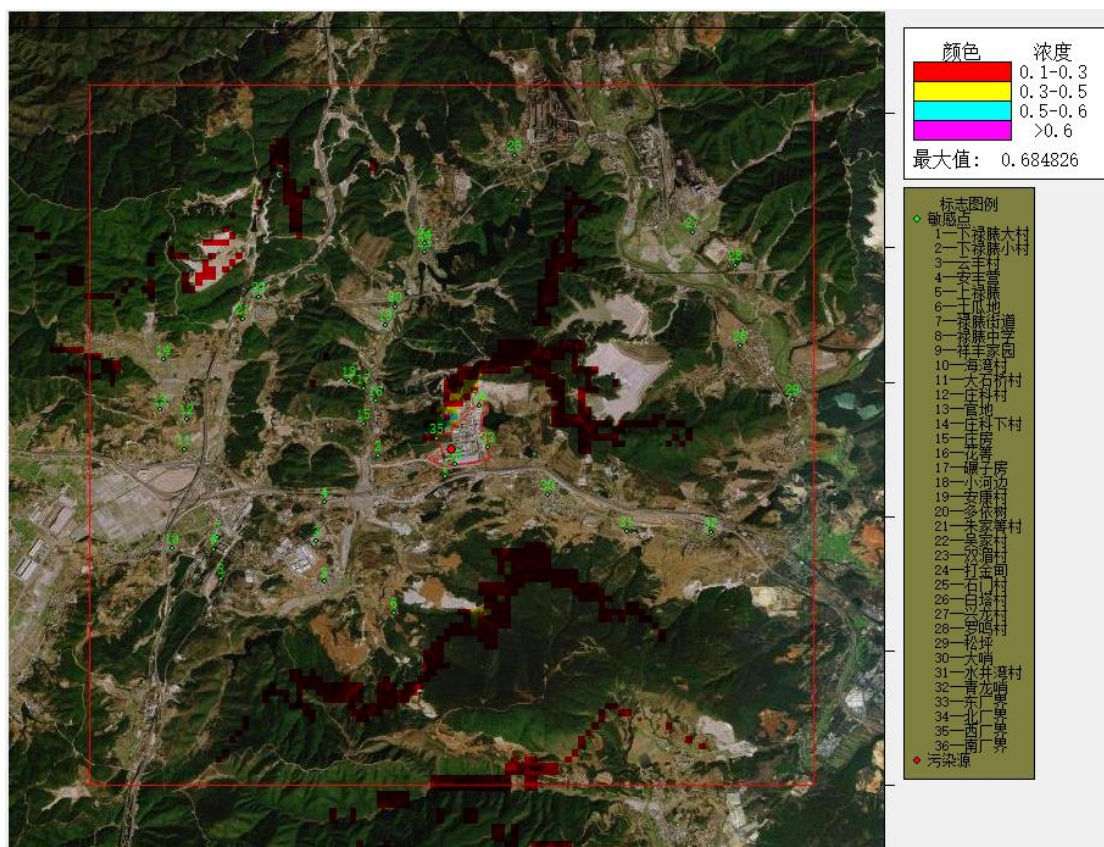 颜色 浓度
0.1-0.3
0.3-0.5
0.5-0.6
>0.6
最大值: 0.684826
标志图例
敏感点
1—下禄脿大村
2—下禄脿小村
3—云丰村
4—安丰营
5—上禄脿
6—土瓜地
7—禄脿街道
8—禄脿中学
9—祥丰家园
10—海湾村
11—大石桥村
12—庄科村
13—官地
14—庄科下村
15—庄房
16—花箐
17—碾子房
18—小河边
19—安康村
20—多依树
21—朱家箐村
22—吴家村
23—双湄村
24—打金甸
25—石门村
26—白塔村
27—兴龙村
28—罗鸣村
29—松坪
30—大哨
31—水井湾村
32—青龙哨
33—东厂界
34—北厂界
35—西厂界
36—南厂界
污染源